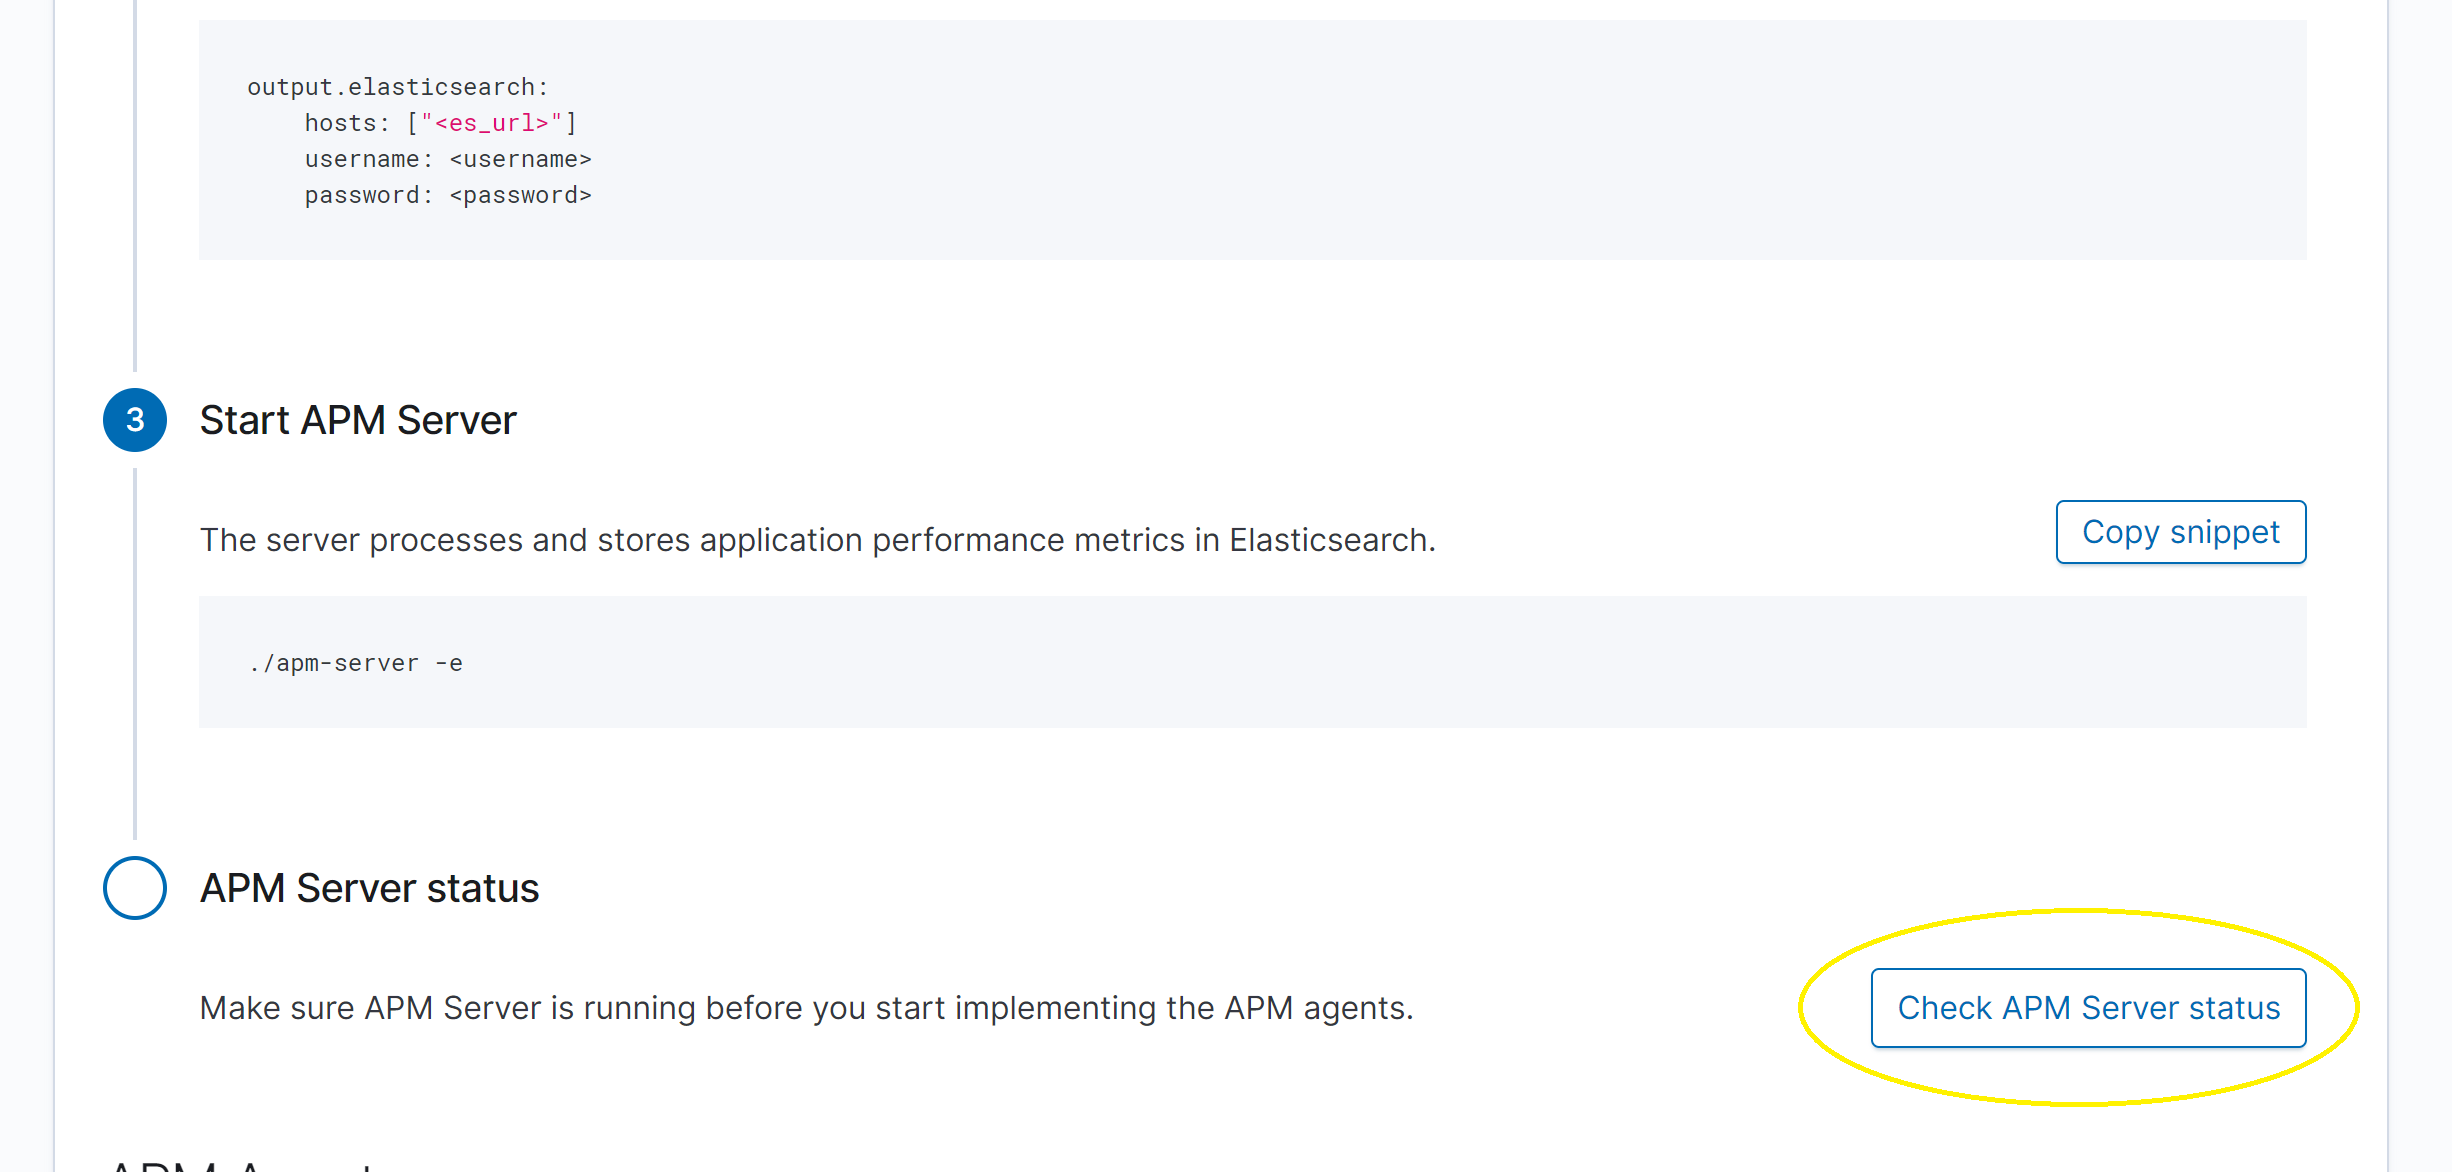 output.elasticsearch:
hosts: ["<es_url>"]
username: <username>
password: <password>
3 Start APM Server
The server processes and stores application performance metrics in Elasticsearch.
Copy snippet
./apm-server -e
APM Server status
Make sure APM Server is running before you start implementing the APM agents.
Check APM Server status